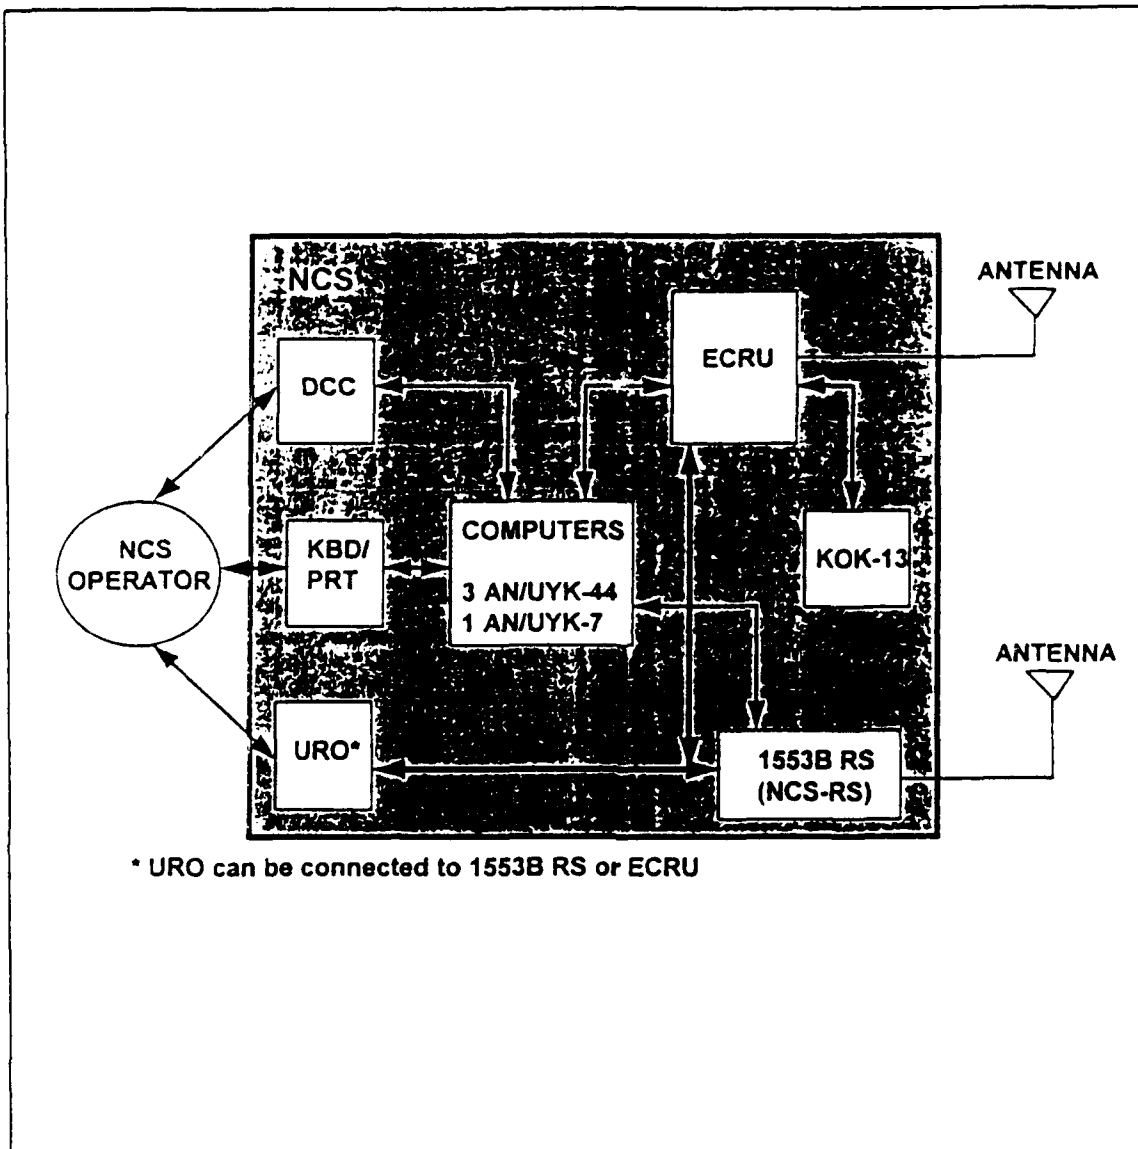 NCS
ANTENNA
ECRU
DCC
COMPUTERS
3 AN/UYK-44
1 AN/UYK-7
NCS
OPERATOR
KBD/
PRT
KOK-13
ANTENNA
URO*
1553B RS
(NCS-RS)
* URO can be connected to 1553B RS or ECRU